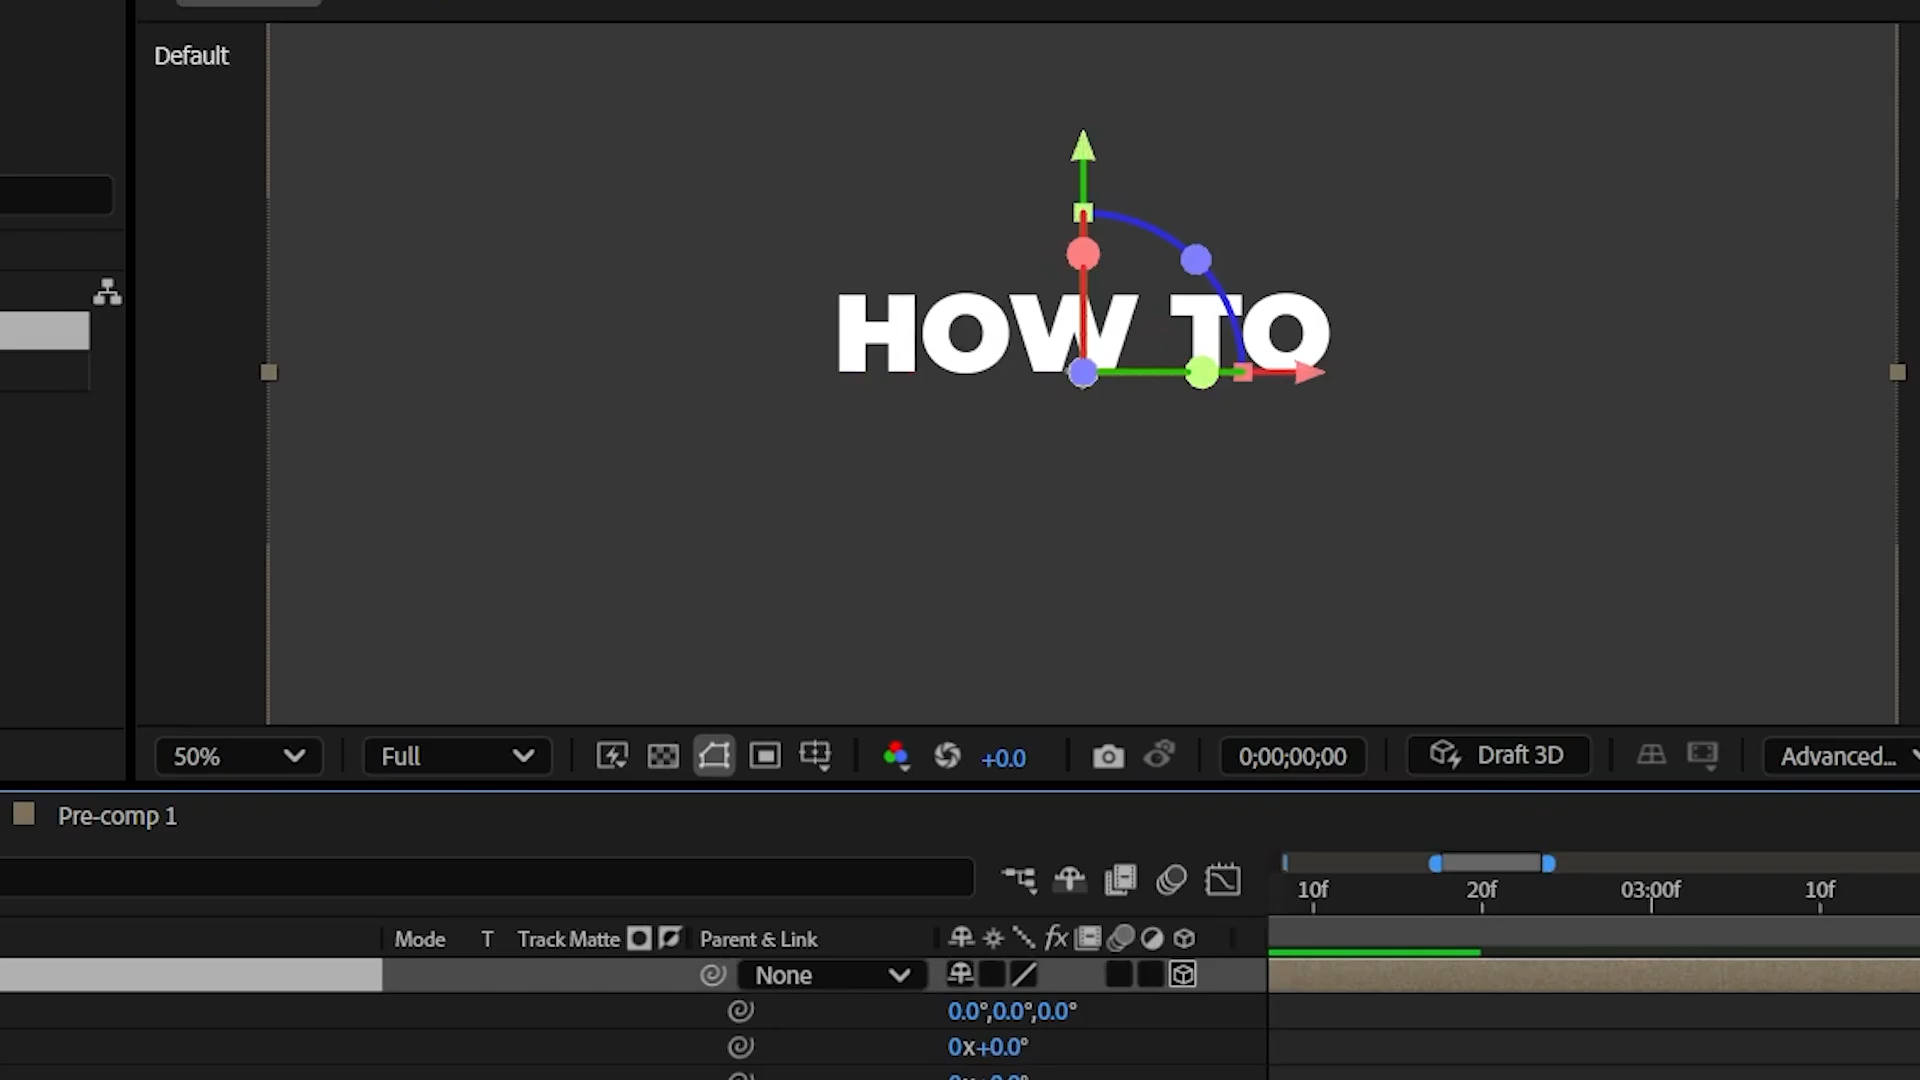 Default
HOW TO
50%
Full
+0.0
0;00;00;00
Draft 3D
Advanced...
Pre-comp 1
10f
20f
03:00f
10f
Mode
T
Track Matte
Parent & Link
fx
None
0.0°,0.0°,0.0°
0x+0.0°